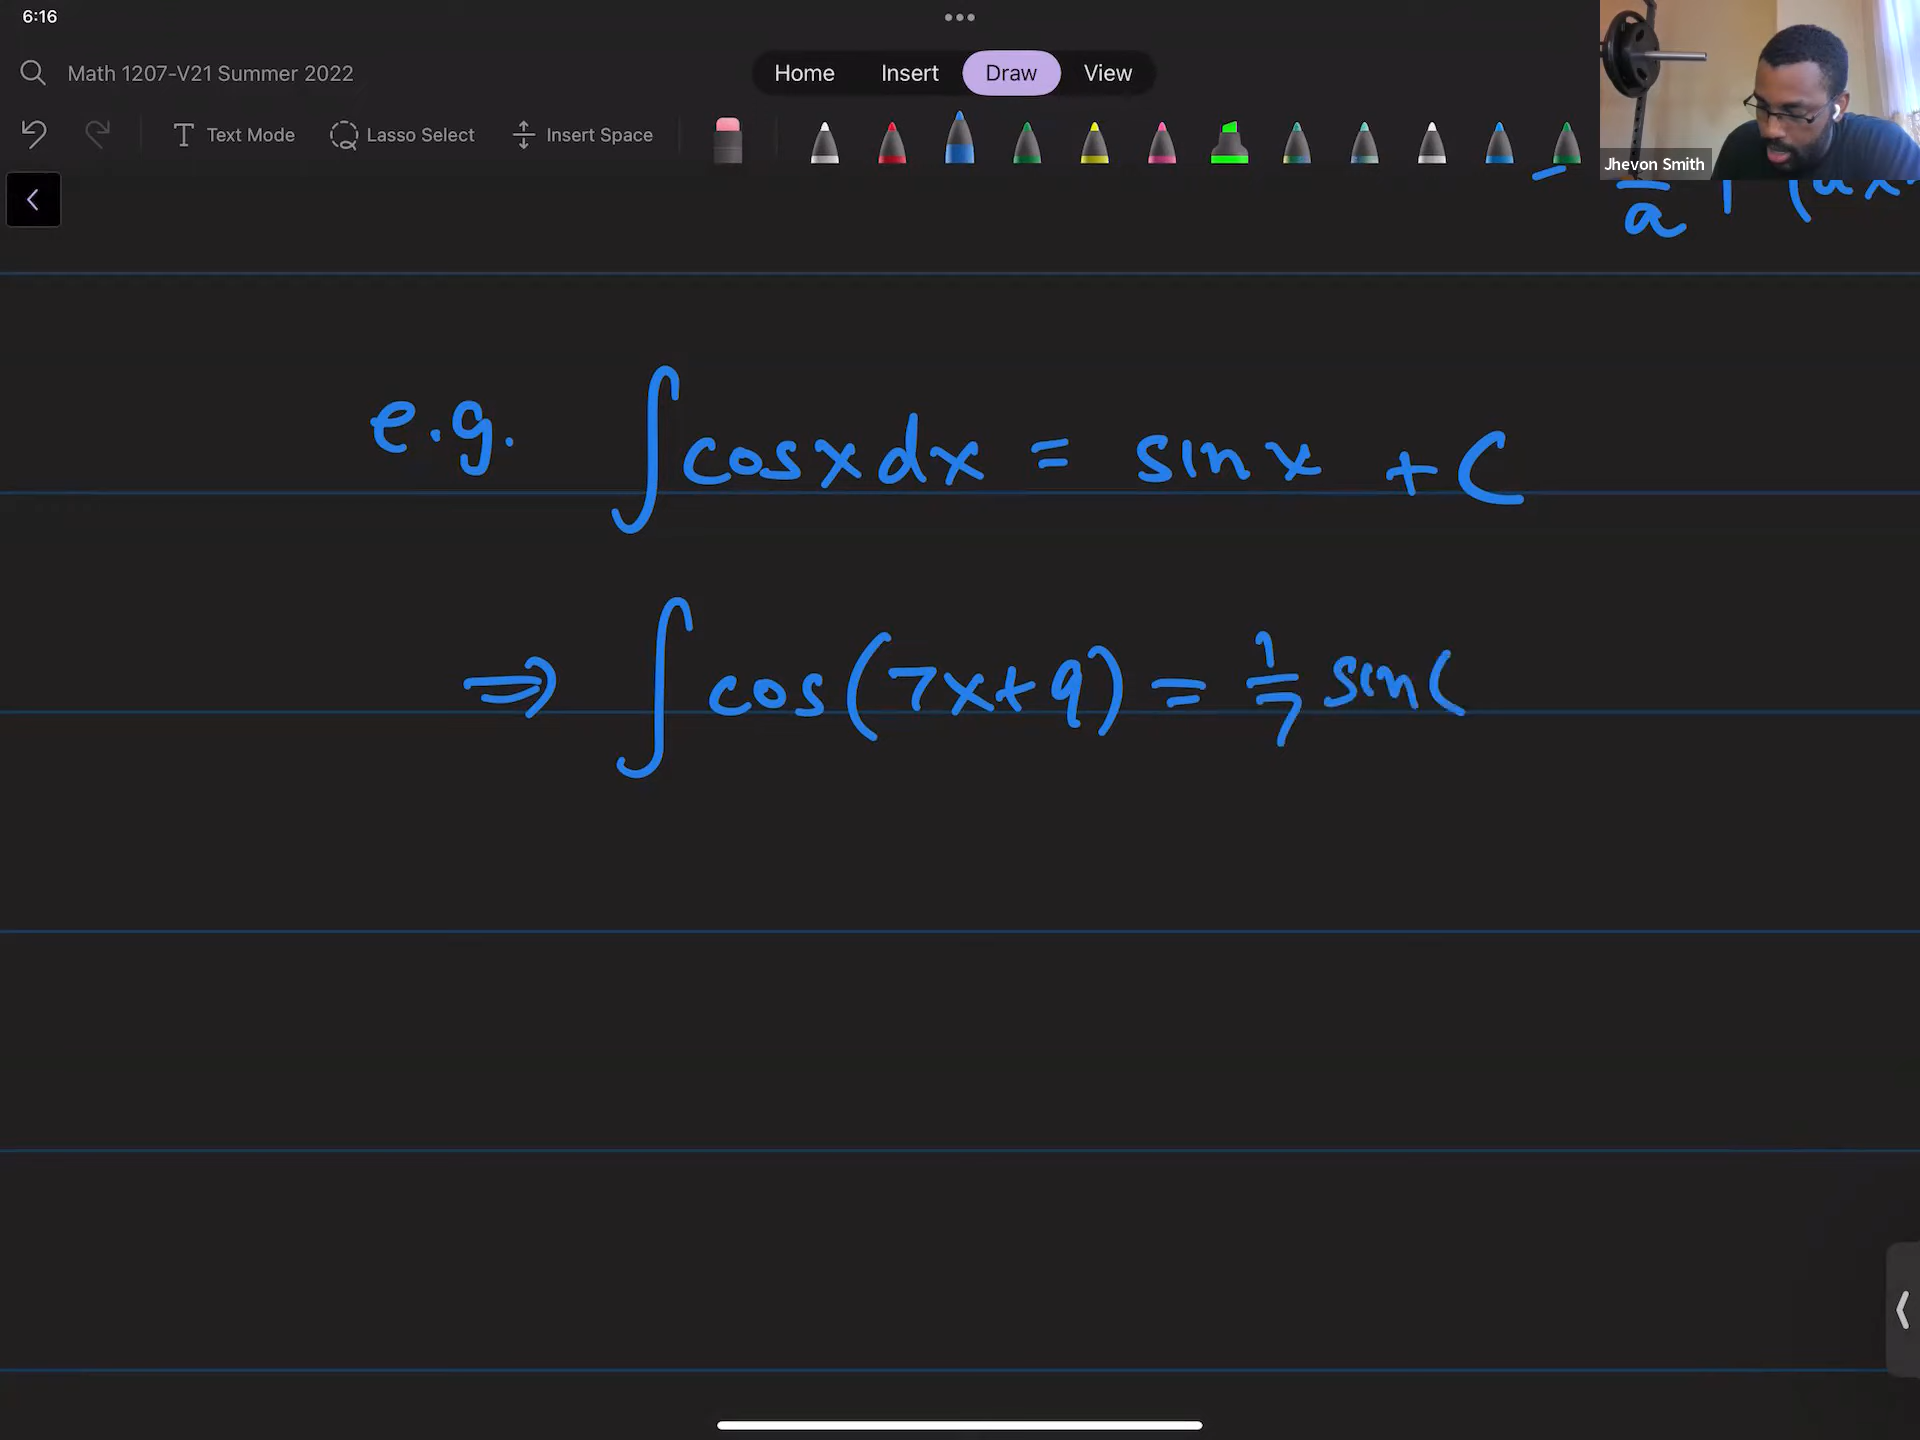 6:16
Math 1207-V21 Summer 2022
Home Insert Draw View
Text Mode Lasso Select Insert Space
Jhevon Smith
a
e.g. ∫cosx dx = sin x + C
⇒ ∫ cos(7x+9) = 1/7 sin(